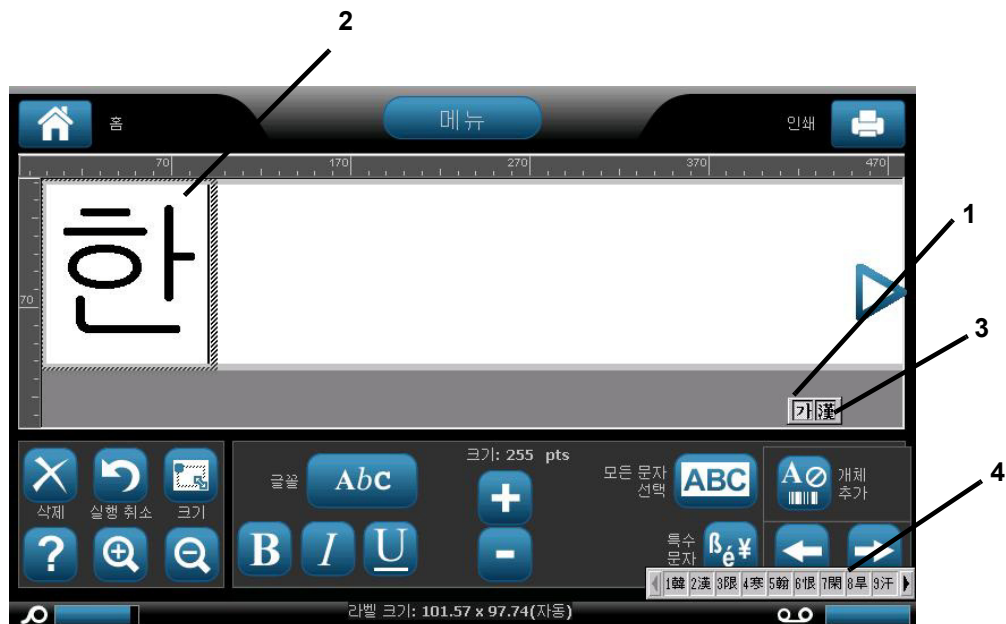 2
홈
메뉴
인쇄
70 170 270 370 470
1
한
70
3
가漢
크기: 255 pts
글꼴
AbC
모든 문자
선택
ABC
A
개체
추가
4
삭제
실행 취소
크기
?
B I U
특수
문자
ßé¥
1韓 2漢 3限 4寒 5翰 6恨 7閑 8旱 9汗
라벨 크기: 101.57 x 97.74(자동)